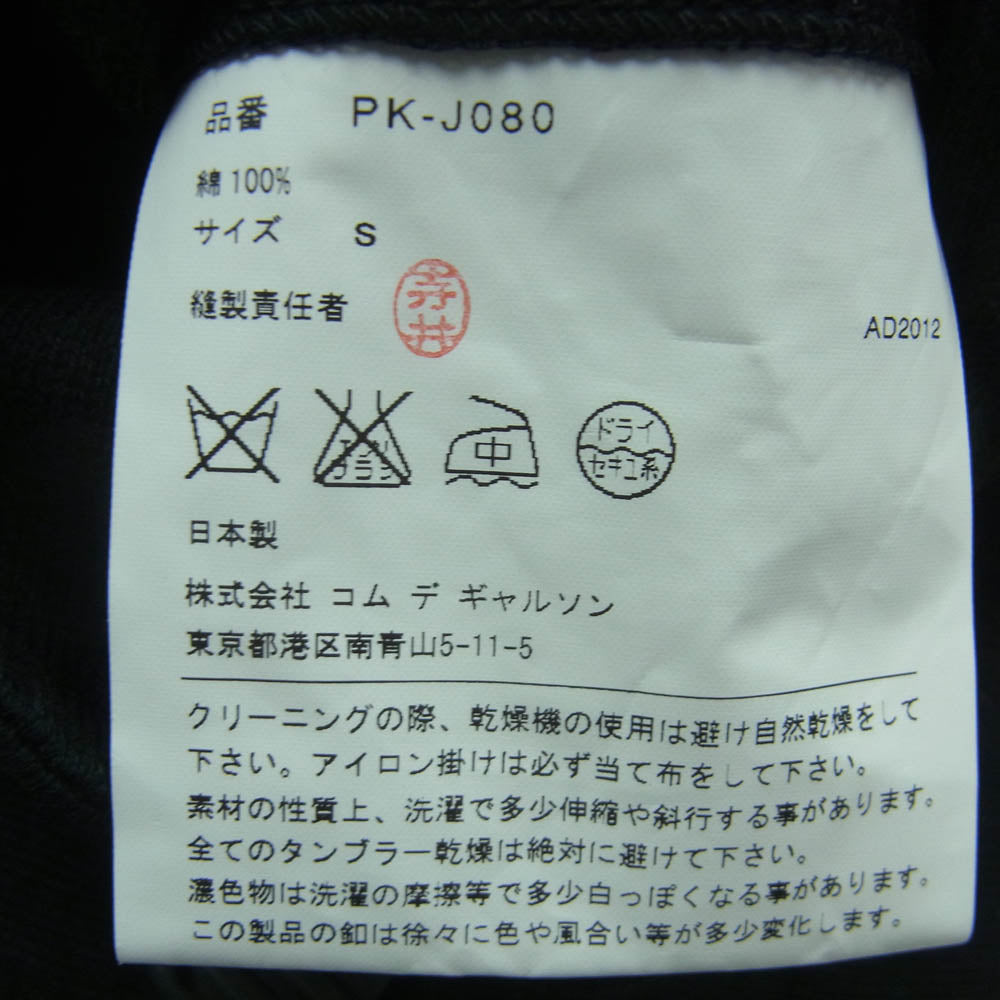 品番 PK-J080
綿 100%
サイズ S
縫製責任者
AD2012
中
ドライ
セキュ系
日本製
株式会社 コム デ ギャルソン
東京都港区南青山5-11-5
クリーニングの際、乾燥機の使用は避け自然乾燥をして
下さい。アイロン掛けは必ず当て布をして下さい。
素材の性質上、洗濯で多少伸縮や斜行する事があります。
全てのタンブラー乾燥は絶対に避けて下さい。
濃色物は洗濯の摩擦等で多少白っぽくなる事があります。
この製品の釦は徐々に色や風合い等が多少変化します。